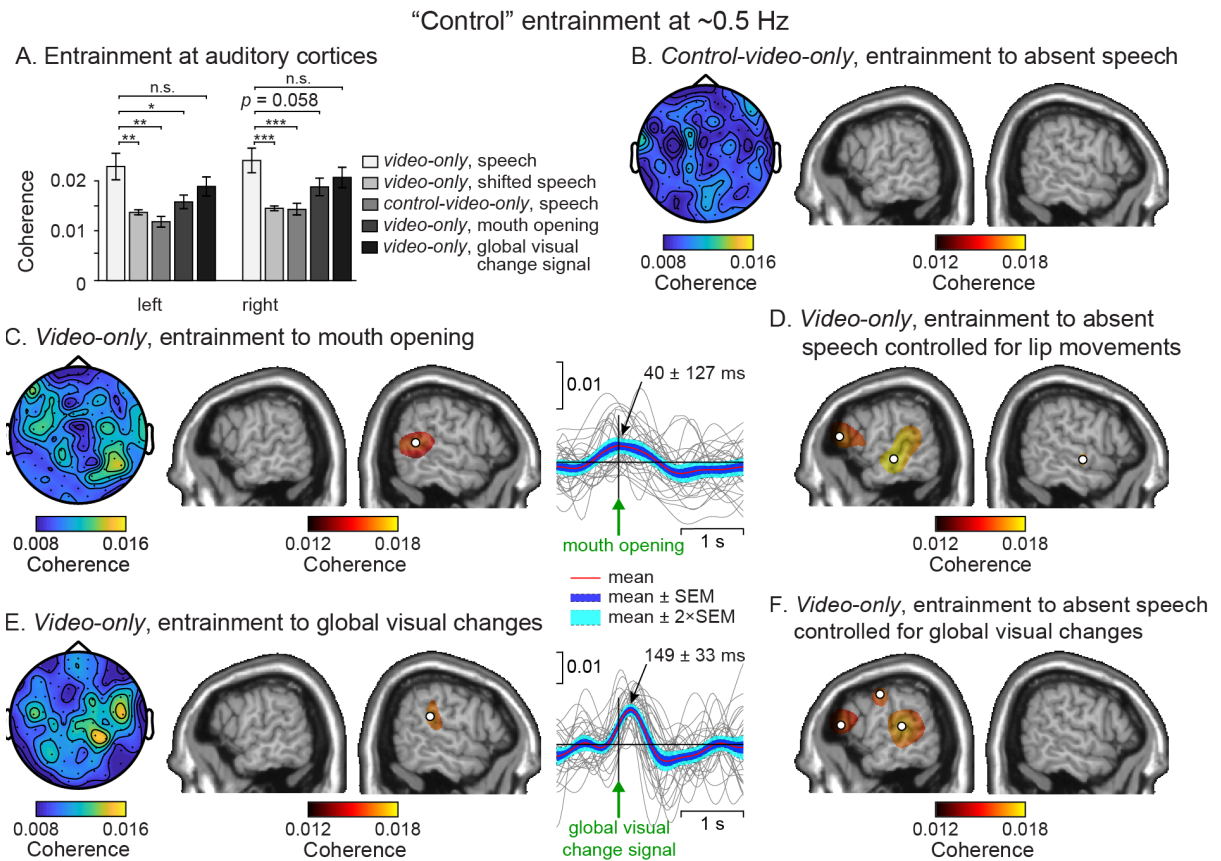 “Control” entrainment at ~0.5 Hz
A. Entrainment at auditory cortices
n.s.
*
**
**
n.s.
p = 0.058
***
***
Coherence
0.02
0.01
0
left
right
video-only, speech
video-only, shifted speech
control-video-only, speech
video-only, mouth opening
video-only, global visual
change signal
B. Control-video-only, entrainment to absent speech
0.008 0.016
Coherence
0.012 0.018
Coherence
C. Video-only, entrainment to mouth opening
0.008 0.016
Coherence
0.012 0.018
Coherence
0.01
40 ± 127 ms
1 s
mouth opening
mean
mean ± SEM
mean ± 2×SEM
D. Video-only, entrainment to absent
speech controlled for lip movements
0.012 0.018
Coherence
E. Video-only, entrainment to global visual changes
0.008 0.016
Coherence
0.012 0.018
Coherence
0.01
149 ± 33 ms
1 s
global visual
change signal
F. Video-only, entrainment to absent speech
controlled for global visual changes
0.012 0.018
Coherence